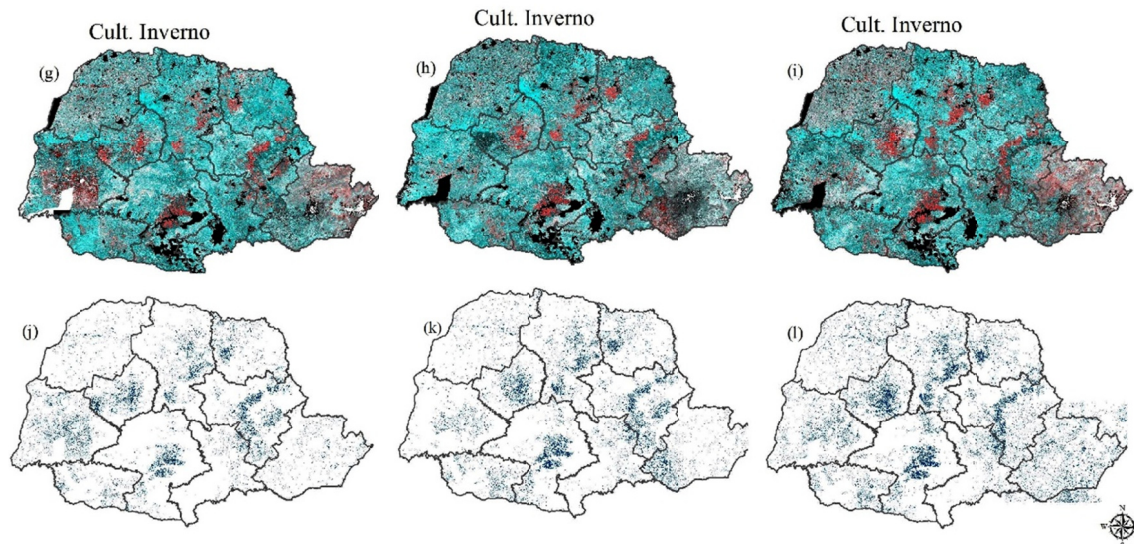 Cult. Inverno
Cult. Inverno
Cult. Inverno
(g)
(h)
(i)
(j)
(k)
(l)
N
W
E